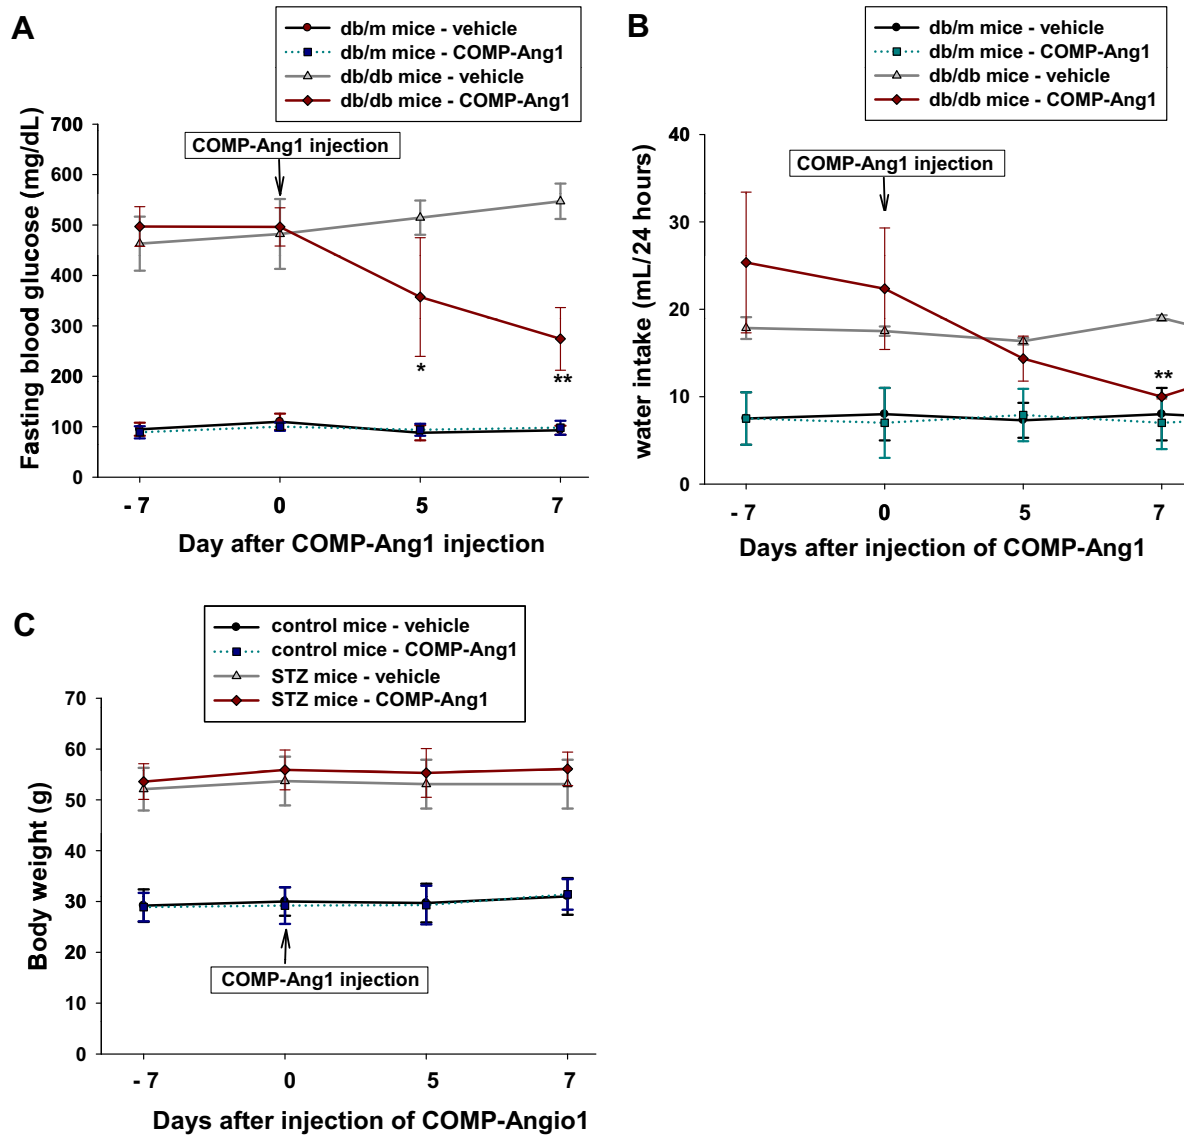 A
db/m mice - vehicle
db/m mice - COMP-Ang1
db/db mice - vehicle
db/db mice - COMP-Ang1
COMP-Ang1 injection
Fasting blood glucose (mg/dL)
700
600
500
400
300
200
100
0
*
**
- 7
0
5
7
Day after COMP-Ang1 injection
B
db/m mice - vehicle
db/m mice - COMP-Ang1
db/db mice - vehicle
db/db mice - COMP-Ang1
COMP-Ang1 injection
water intake (mL/24 hours)
40
30
20
10
0
**
- 7
0
5
7
Days after injection of COMP-Ang1
C
control mice - vehicle
control mice - COMP-Ang1
STZ mice - vehicle
STZ mice - COMP-Ang1
Body weight (g)
70
60
50
40
30
20
10
0
COMP-Ang1 injection
- 7
0
5
7
Days after injection of COMP-Angio1